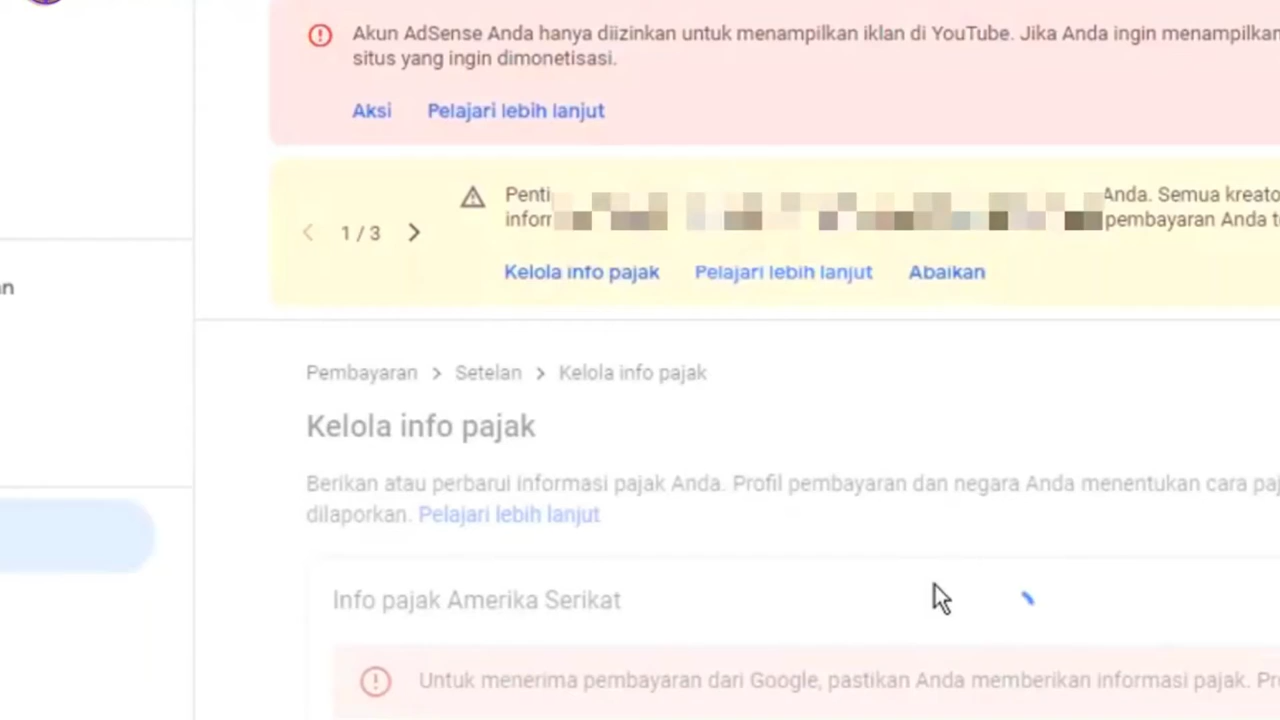 Akun AdSense Anda hanya diizinkan untuk menampilkan iklan di YouTube. Jika Anda ingin menampilkan
situs yang ingin dimonetisasi.
Aksi Pelajari lebih lanjut
Anda. Semua
1 / 3 pembayaran Anda
Kelola info pajak Pelajari lebih lanjut Abaikan
Pembayaran > Setelan > Kelola info pajak
Kelola info pajak
Berikan atau perbarui informasi pajak Anda. Profil pembayaran dan negara Anda menentukan cara
dilaporkan. Pelajari lebih lanjut
Info pajak Amerika Serikat
Untuk menerima pembayaran dari Google, pastikan Anda memberikan informasi pajak.